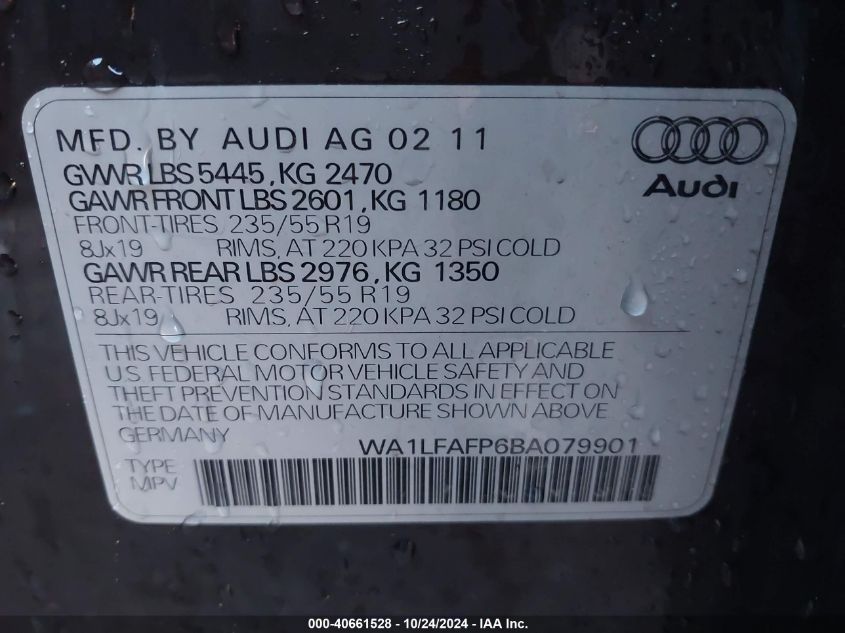 MFD. BY AUDI AG 02 11
GVWR LBS 5445, KG 2470
GAWR FRONT LBS 2601, KG 1180
FRONT-TIRES 235/55 R19
8Jx19 RIMS, AT 220 KPA 32 PSI COLD
GAWR REAR LBS 2976, KG 1350
REAR-TIRES 235/55 R19
8Jx19 RIMS, AT 220 KPA 32 PSI COLD
Audi
THIS VEHICLE CONFORMS TO ALL APPLICABLE
U.S. FEDERAL MOTOR VEHICLE SAFETY AND
THEFT PREVENTION STANDARDS IN EFFECT ON
THE DATE OF MANUFACTURE SHOWN ABOVE
GERMANY WA1LFAFP6BA079901
TYPE
MPV
000-40661528 - 10/24/2024 - IAA Inc.